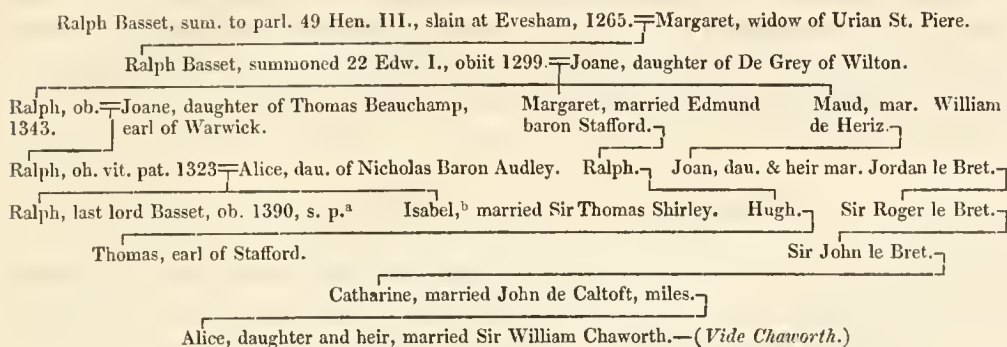 Ralph Basset, sum. to parl. 49 Hen. III., slain at Evesham, 1265.=Margaret, widow of Urian St. Piere.
Ralph Basset, summoned 22 Edw. I., obiit 1299.=Joane, daughter of De Grey of Wilton.
Ralph, ob.=Joane, daughter of Thomas Beauchamp, Margaret, married Edmund Maud, mar. William
1343. earl of Warwick. baron Stafford. de Heriz.
Ralph, oh. vit. pat. 1323=Alice, dau. of Nicholas Baron Audley. Ralph. Joan, dau. & heir mar. Jordan le Bret.
Ralph, last lord Basset, ob. 1390, s. p.ᵃ Isabel,ᵇ married Sir Thomas Shirley. Hugh. Sir Roger le Bret.
Thomas, earl of Stafford. Sir John le Bret.
Catharine, married John de Caltoft, miles.
Alice, daughter and heir, married Sir William Chaworth.—(Vide Chaworth.)